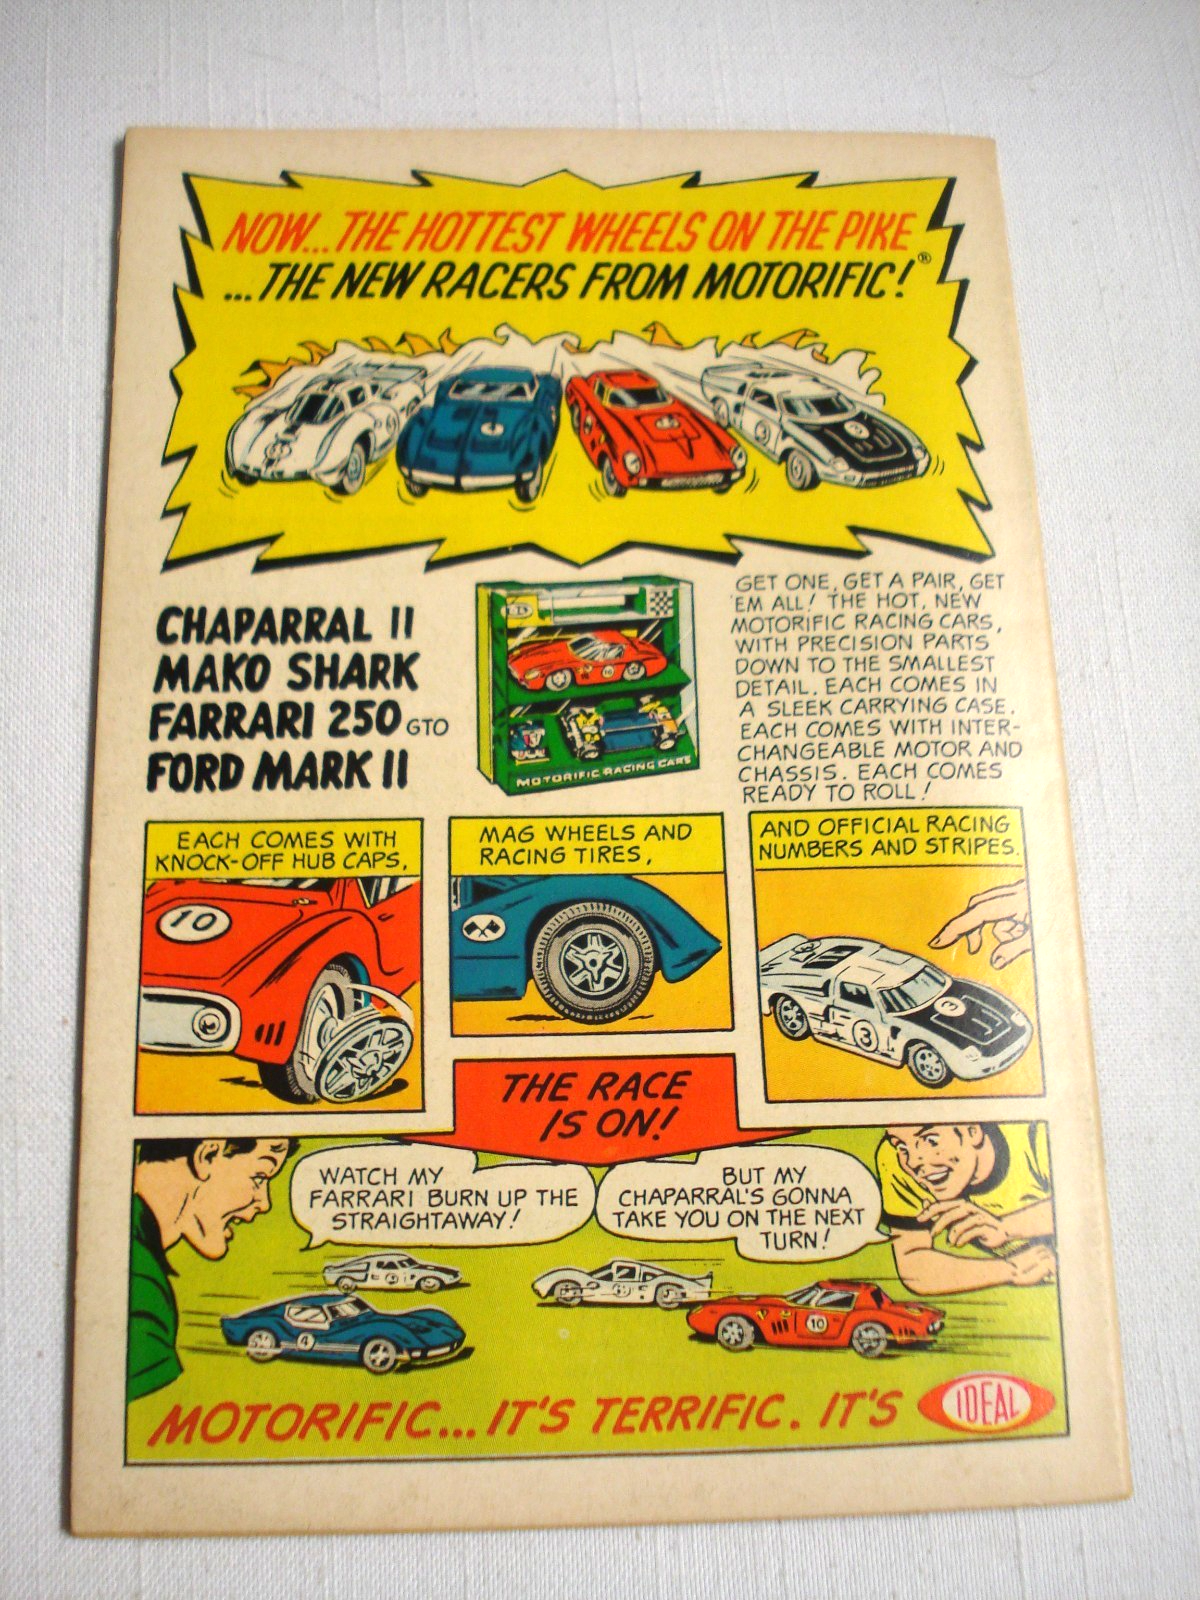 NOW...THE HOTTEST WHEELS ON THE PIKE
...THE NEW RACERS FROM MOTORIFIC!®
CHAPARRAL II
MAKO SHARK
FARRARI 250 GTO
FORD MARK II
MOTORIFIC RACING CARS
GET ONE, GET A PAIR, GET
'EM ALL! THE HOT, NEW
MOTORIFIC RACING CARS,
WITH PRECISION PARTS
DOWN TO THE SMALLEST
DETAIL. EACH COMES IN
A SLEEK CARRYING CASE.
EACH COMES WITH INTER-
CHANGEABLE MOTOR AND
CHASSIS. EACH COMES
READY TO ROLL!
EACH COMES WITH
KNOCK-OFF HUB CAPS,
10
MAG WHEELS AND
RACING TIRES,
AND OFFICIAL RACING
NUMBERS AND STRIPES.
3
3
THE RACE
IS ON!
WATCH MY
FARRARI BURN UP THE
STRAIGHTAWAY!
BUT MY
CHAPARRAL'S GONNA
TAKE YOU ON THE NEXT
TURN!
4
10
MOTORIFIC... IT'S TERRIFIC. IT'S IDEAL